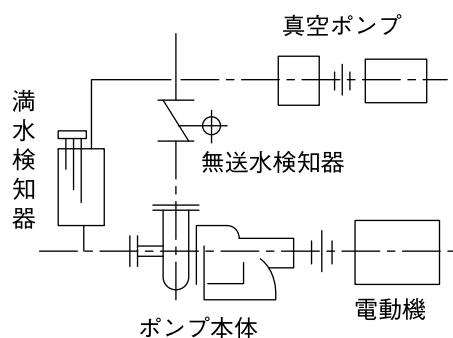 真空ポンプ
満水検知器
無送水検知器
ポンプ本体
電動機